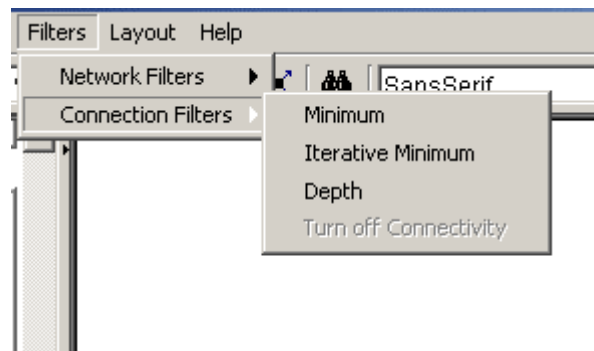 Filters Layout Help
Network Filters
SansSerif
Connection Filters
Minimum
Iterative Minimum
Depth
Turn off Connectivity